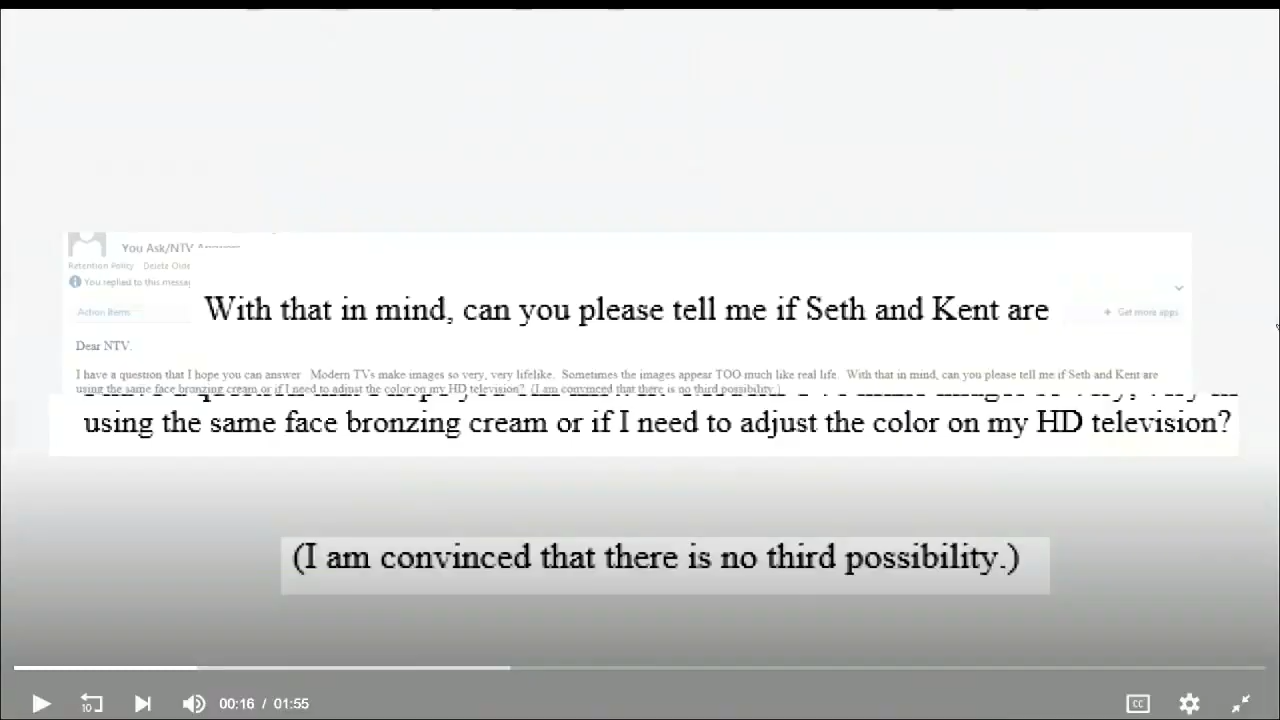 You Ask/NTV Answers
Retention Policy Delete Olde
You replied to this messag
With that in mind, can you please tell me if Seth and Kent are
Action Items
+ Get more apps
Dear NTV.
I have a question that I hope you can answer Modern TVs make images so very, very lifelike. Sometimes the images appear TOO much like real life. With that in mind, can you please tell me if Seth and Kent are
using the same face bronzing cream or if I need to adjust the color on my HD television? (I am convinced that there is no third possibility.)
using the same face bronzing cream or if I need to adjust the color on my HD television?
(I am convinced that there is no third possibility.)
10
00:16 / 01:55
CC